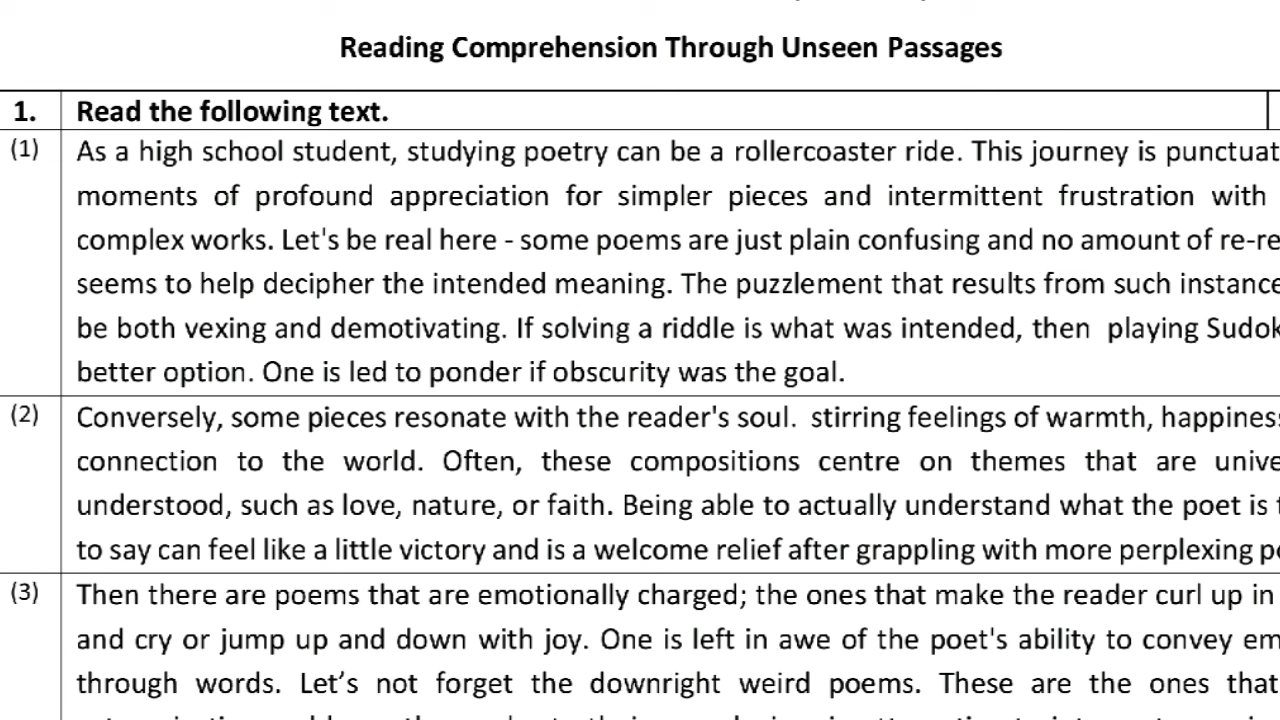 Reading Comprehension Through Unseen Passages
1. Read the following text.
(1) As a high school student, studying poetry can be a rollercoaster ride. This journey is punctuat
moments of profound appreciation for simpler pieces and intermittent frustration with
complex works. Let's be real here - some poems are just plain confusing and no amount of re-re
seems to help decipher the intended meaning. The puzzlement that results from such instance
be both vexing and demotivating. If solving a riddle is what was intended, then playing Sudok
better option. One is led to ponder if obscurity was the goal.
(2) Conversely, some pieces resonate with the reader's soul. stirring feelings of warmth, happiness
connection to the world. Often, these compositions centre on themes that are unive
understood, such as love, nature, or faith. Being able to actually understand what the poet is t
to say can feel like a little victory and is a welcome relief after grappling with more perplexing po
(3) Then there are poems that are emotionally charged; the ones that make the reader curl up in
and cry or jump up and down with joy. One is left in awe of the poet's ability to convey em
through words. Let’s not forget the downright weird poems. These are the ones that